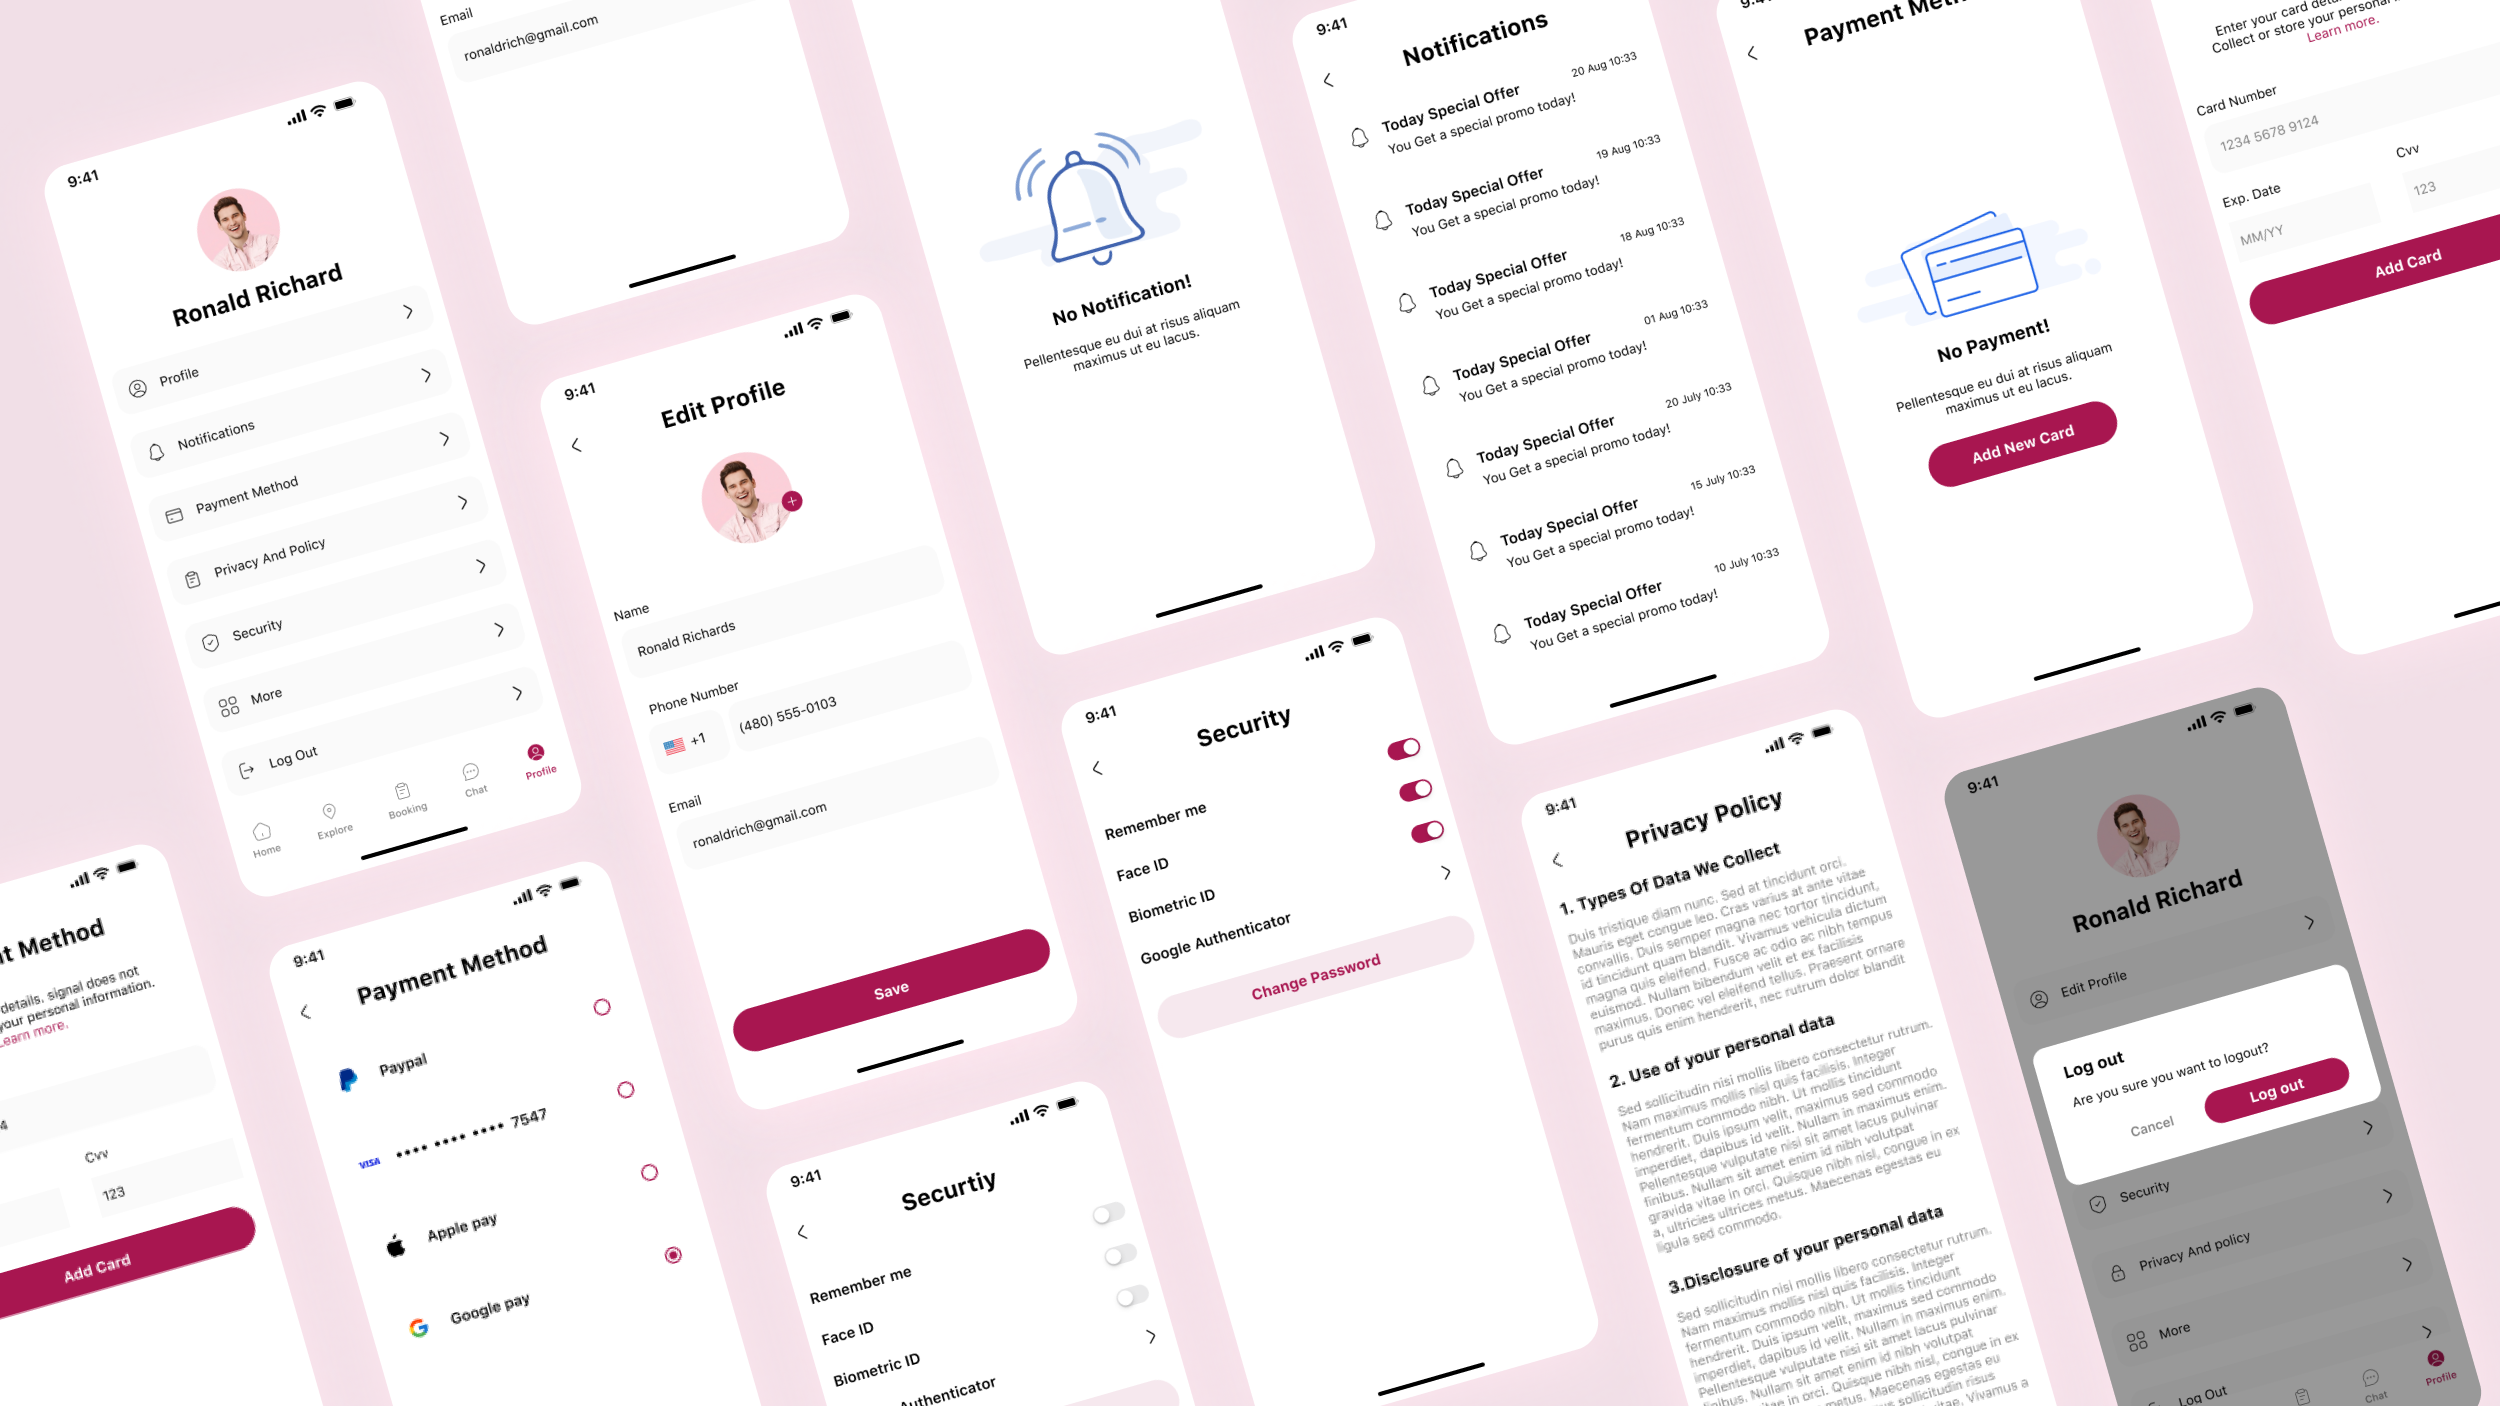 9:41
Ronald Richard
Profile
Notifications
Payment Method
Privacy And Policy
Security
More
Log Out
Home
Explore
Booking
Chat
Profile
Email
ronaldrich@gmail.com
9:41
Edit Profile
Name
Ronald Richards
Phone Number
+1
(480) 555-0103
Email
ronaldrich@gmail.com
Save
No Notification!
Pellentesque eu dui at risus aliquam
maximus ut eu lacus.
9:41
Notifications
20 Aug 10:33
Today Special Offer
You Get a special promo today!
19 Aug 10:33
Today Special Offer
You Get a special promo today!
18 Aug 10:33
Today Special Offer
You Get a special promo today!
01 Aug 10:33
Today Special Offer
You Get a special promo today!
20 July 10:33
Today Special Offer
You Get a special promo today!
15 July 10:33
Today Special Offer
You Get a special promo today!
10 July 10:33
Today Special Offer
You Get a special promo today!
Payment
No Payment!
Pellentesque eu dui at risus aliquam
maximus ut eu lacus.
Add New Card
Enter your card
Collect or store your personal
Learn more.
Card Number
1234 5678 9124
Exp. Date
Cvv
MM/YY
123
Add Card
Method
details, signal does not
your personal information.
Learn more.
4
Cvv
123
Add Card
9:41
Payment Method
Paypal
VISA
•••• •••• •••• 7547
Apple pay
Google pay
9:41
Securtiy
Remember me
Face ID
Biometric ID
Authenticator
9:41
Security
Remember me
Face ID
Biometric ID
Google Authenticator
Change Password
9:41
Privacy Policy
1. Types Of Data We Collect
Duis tristique diam nunc. Sed at tincidunt orci.
Mauris eget congue leo. Cras varius at ante vitae
convallis. Duis semper magna nec tortor tincidunt,
id tincidunt quam blandit. Vivamus vehicula dictum
magna quis eleifend. Fusce ac odio ac nibh tempus
euismod. Nullam bibendum velit et ex facilisis
maximus. Donec vel eleifend tellus. Praesent ornare
purus quis enim hendrerit, nec rutrum dolor blandit
2. Use of your personal data
Sed sollicitudin nisi mollis libero consectetur rutrum.
Nam maximus mollis nisl quis facilisis. Integer
fermentum commodo nibh. Ut mollis tincidunt
hendrerit. Duis ipsum velit, maximus sed commodo
imperdiet, dapibus id velit. Nullam in maximus enim.
Pellentesque vulputate nisi sit amet lacus pulvinar
finibus. Nullam sit amet enim id nibh volutpat
gravida vitae in orci. Quisque nibh nisl, congue in ex
a, ultricies ultrices metus. Maecenas egestas eu
ligula sed commodo.
3.Disclosure of your personal data
Sed sollicitudin nisi mollis libero consectetur rutrum.
Nam maximus mollis nisl quis facilisis. Integer
fermentum commodo nibh. Ut mollis tincidunt
hendrerit. Duis ipsum velit, maximus sed commodo
imperdiet, dapibus id velit. Nullam in maximus enim.
Pellentesque vulputate nisi sit amet lacus pulvinar
finibus. Nullam sit amet enim id nibh volutpat
vitae in orci. Quisque nibh nisl, congue in ex
metus. Maecenas egestas eu
sollicitudin risus
vitae, Vivamus a
9:41
Ronald Richard
Edit Profile
Log out
Are you sure you want to logout?
Cancel
Log out
Security
Privacy And policy
More
Log Out
Chat
Profile